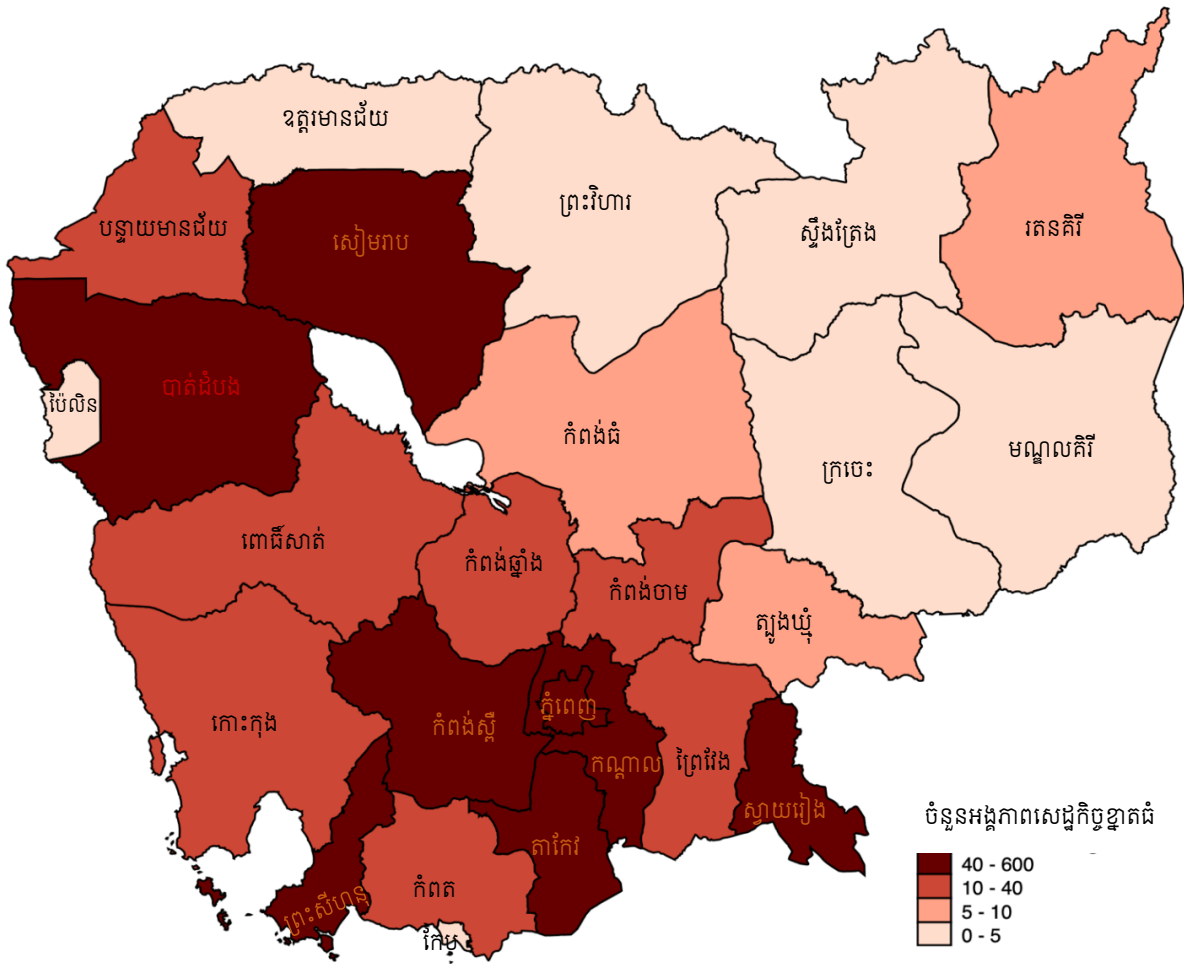 ឧត្តរមានជ័យ
ព្រះវិហារ
បន្ទាយមានជ័យ
សៀមរាប
ស្ទឹងត្រែង
រតនគិរី
បាត់ដំបង
ប៉ៃលិន
កំពង់ធំ
ក្រចេះ
មណ្ឌលគិរី
ពោធិ៍សាត់
កំពង់ឆ្នាំង
កំពង់ចាម
ត្បូងឃ្មុំ
កោះកុង
កំពង់ស្ពឺ
ភ្នំពេញ
កណ្តាល
ព្រៃវែង
ស្វាយរៀង
តាកែវ
កំពត
ព្រះសីហនុ
កែប
ចំនួនអង្គភាពសេដ្ឋកិច្ចខ្នាតធំ
40 - 600
10 - 40
5 - 10
0 - 5